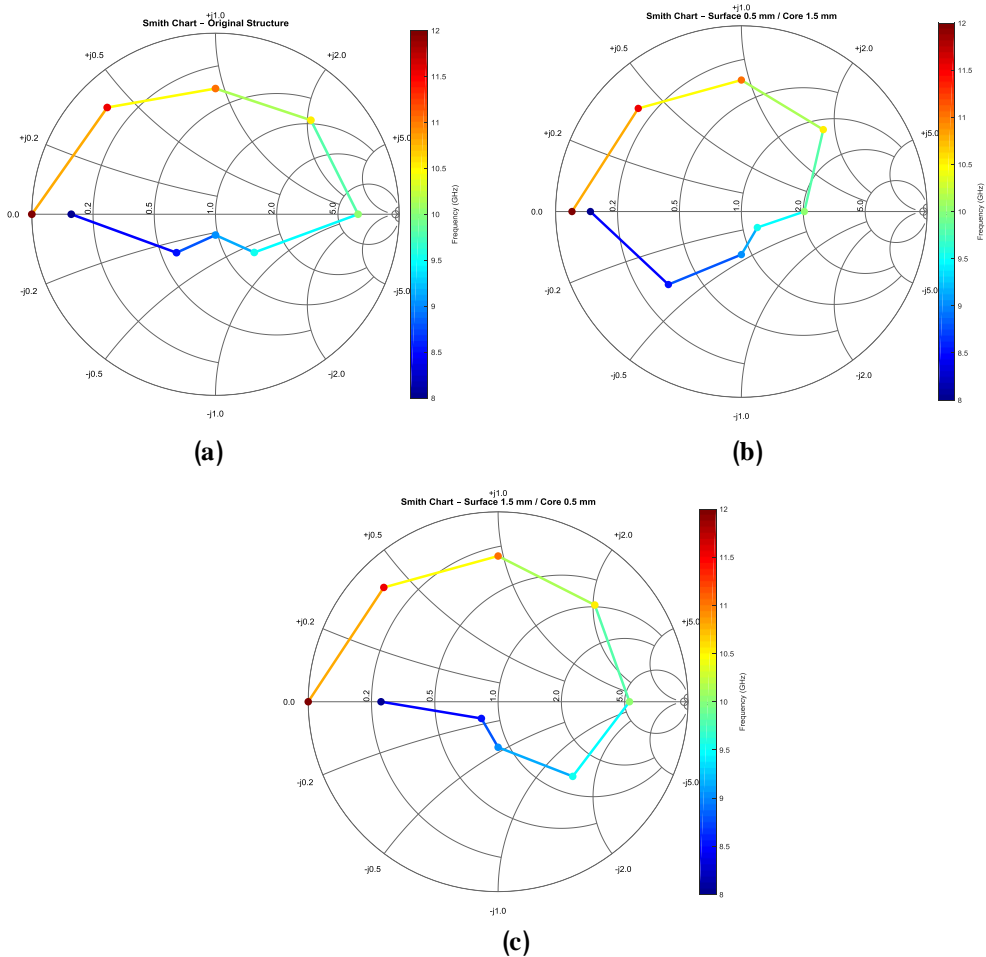 Smith Chart – Original Structure
+j1.0
+j0.5
+j2.0
+j0.2
+j5.0
0.0
0.2
0.5
1.0
2.0
5.0
-j0.2
-j5.0
-j0.5
-j2.0
-j1.0
12
11.5
11
10.5
10
9.5
9
8.5
8
Frequency (GHz)
(a)
Smith Chart – Surface 0.5 mm / Core 1.5 mm
+j1.0
+j0.5
+j2.0
+j0.2
+j5.0
0.0
0.2
0.5
1.0
2.0
5.0
-j0.2
-j5.0
-j0.5
-j2.0
-j1.0
12
11.5
11
10.5
10
9.5
9
8.5
8
Frequency (GHz)
(b)
Smith Chart – Surface 1.5 mm / Core 0.5 mm
+j1.0
+j0.5
+j2.0
+j0.2
+j5.0
0.0
0.2
0.5
1.0
2.0
5.0
-j0.2
-j5.0
-j0.5
-j2.0
-j1.0
12
11.5
11
10.5
10
9.5
9
8.5
8
Frequency (GHz)
(c)